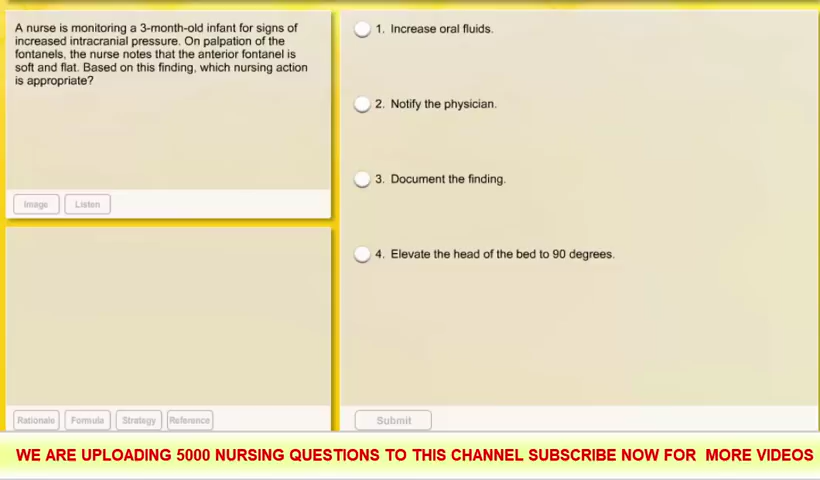 A nurse is monitoring a 3-month-old infant for signs of
increased intracranial pressure. On palpation of the
fontanels, the nurse notes that the anterior fontanel is
soft and flat. Based on this finding, which nursing action
is appropriate?
Image Listen
1. Increase oral fluids.
2. Notify the physician.
3. Document the finding.
4. Elevate the head of the bed to 90 degrees.
Rationale Formula Strategy Reference
Submit
WE ARE UPLOADING 5000 NURSING QUESTIONS TO THIS CHANNEL SUBSCRIBE NOW FOR MORE VIDEOS